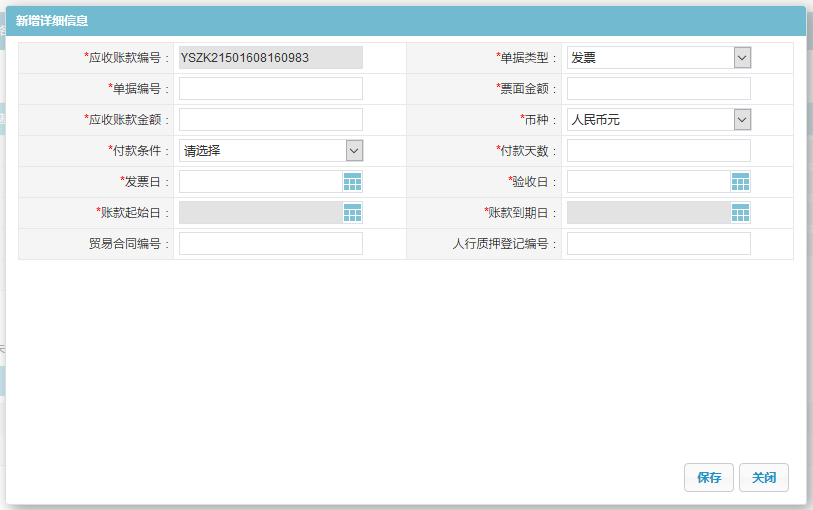 新增详细信息
*应收账款编号： YSZK21501608160983 *单据类型： 发票
*单据编号： *票面金额：
*应收账款金额： *币种： 人民币元
*付款条件： 请选择 *付款天数：
*发票日： *验收日：
*账款起始日： *账款到期日：
贸易合同编号： 人行质押登记编号：
保存 关闭